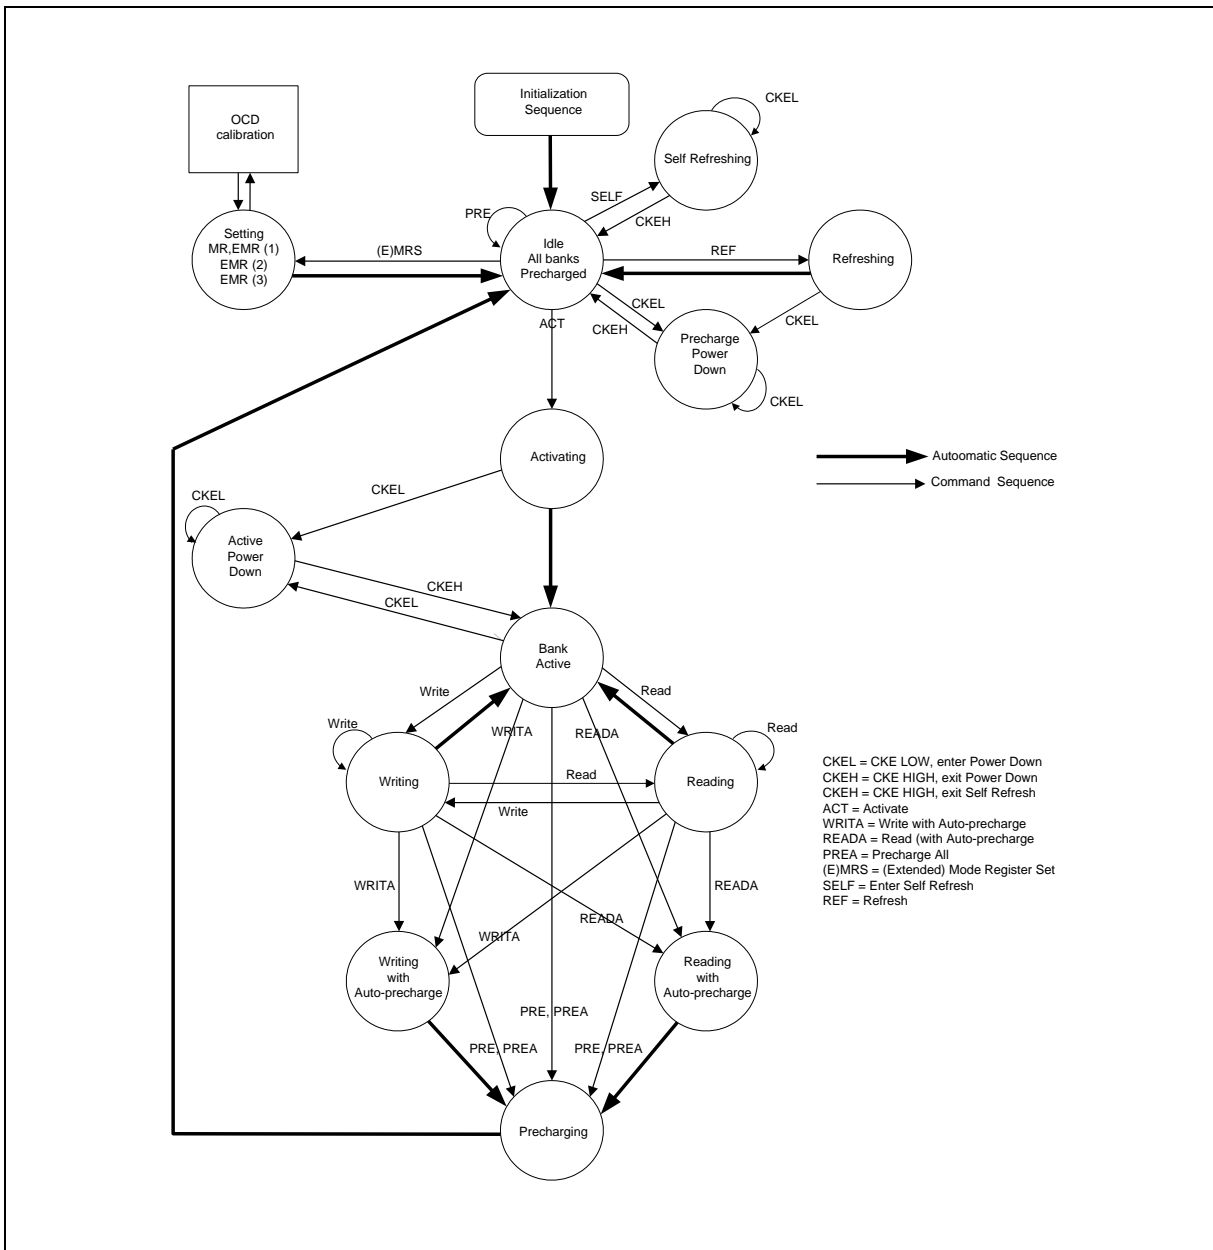 Initialization
Sequence
OCD
calibration
CKEL
Self Refreshing
SELF
CKEH
PRE
Setting
MR,EMR (1)
EMR (2)
EMR (3)
(E)MRS
Idle
All banks
Precharged
REF
Refreshing
CKEL
CKEH
CKEL
ACT
Precharge
Power
Down
CKEL
Activating
Autoomatic Sequence
Command Sequence
CKEL
CKEL
Active
Power
Down
CKEH
CKEL
Bank
Active
Write
Read
Write
WRITA
READA
Read
Writing
Read
Reading
Write
CKEL = CKE LOW, enter Power Down
CKEH = CKE HIGH, exit Power Down
CKEH = CKE HIGH, exit Self Refresh
ACT = Activate
WRITA = Write with Auto-precharge
READA = Read (with Auto-precharge
PREA = Precharge All
(E)MRS = (Extended) Mode Register Set
SELF = Enter Self Refresh
REF = Refresh
WRITA
READA
READA
WRITA
Writing
with
Auto-precharge
Reading
with
Auto-precharge
PRE, PREA
PRE, PREA
PRE, PREA
Precharging